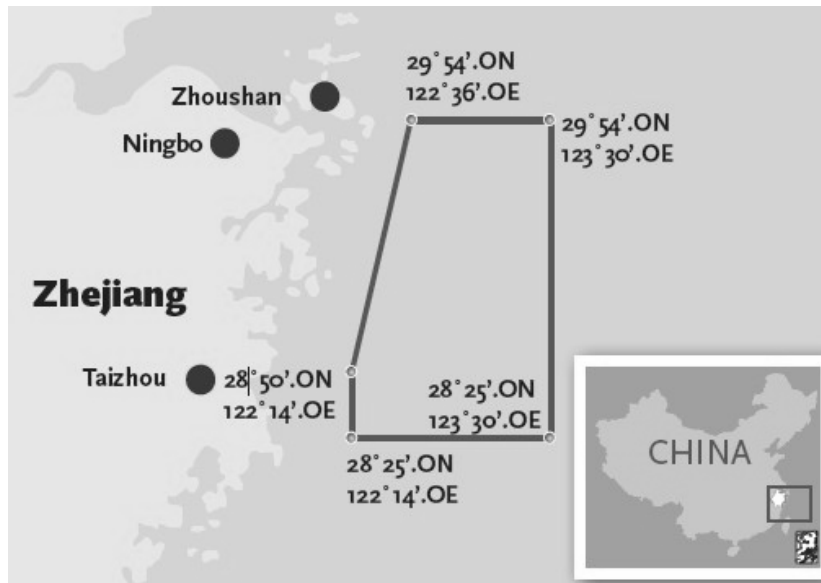 29°54'.ON
122°36'.OE
Zhoushan
29°54'.ON
123°30'.OE
Ningbo
Zhejiang
Taizhou
28°50'.ON
122°14'.OE
28°25'.ON
123°30'.OE
28°25'.ON
122°14'.OE
CHINA